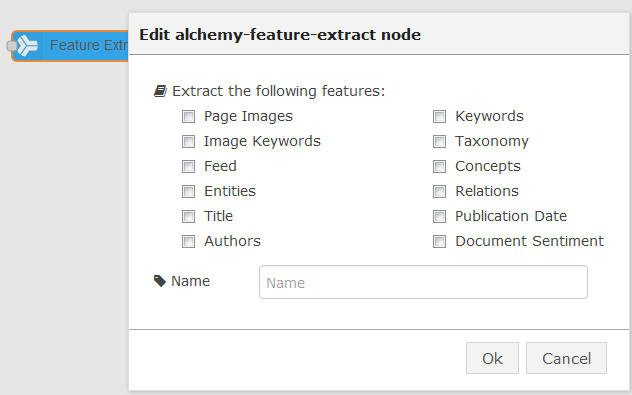 Edit alchemy-feature-extract node
Feature Extr
Extract the following features:
Page Images Keywords
Image Keywords Taxonomy
Feed Concepts
Entities Relations
Title Publication Date
Authors Document Sentiment
Name Name
Ok Cancel